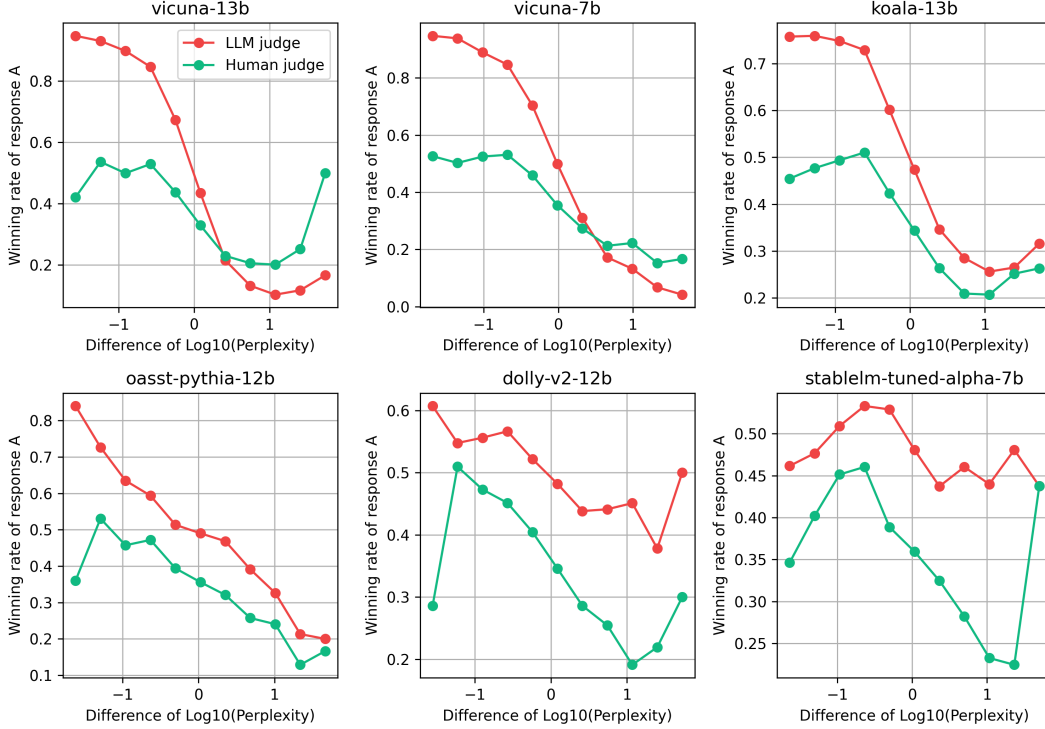 vicuna-13b
LLM judge
Human judge
Winning rate of response A
0.8
0.6
0.4
0.2
−1
0
1
Difference of Log10(Perplexity)
vicuna-7b
Winning rate of response A
0.8
0.6
0.4
0.2
0.0
−1
0
1
Difference of Log10(Perplexity)
koala-13b
Winning rate of response A
0.7
0.6
0.5
0.4
0.3
0.2
−1
0
1
Difference of Log10(Perplexity)
oasst-pythia-12b
Winning rate of response A
0.8
0.7
0.6
0.5
0.4
0.3
0.2
0.1
−1
0
1
Difference of Log10(Perplexity)
dolly-v2-12b
Winning rate of response A
0.6
0.5
0.4
0.3
0.2
−1
0
1
Difference of Log10(Perplexity)
stablelm-tuned-alpha-7b
Winning rate of response A
0.50
0.45
0.40
0.35
0.30
0.25
−1
0
1
Difference of Log10(Perplexity)